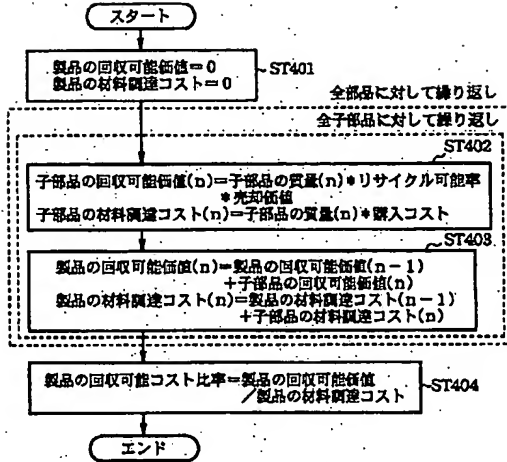 スタート
製品の回収可能価値=0
製品の材料調達コスト=0
ST401
全部品に対して繰り返し
全子部品に対して繰り返し
ST402
子部品の回収可能価値(n)=子部品の質量(n)*リサイクル可能率
*売却価値
子部品の材料調達コスト(n)=子部品の質量(n)*購入コスト
ST403
製品の回収可能価値(n)=製品の回収可能価値(n-1)
+子部品の回収可能価値(n)
製品の材料調達コスト(n)=製品の材料調達コスト(n-1)
+子部品の材料調達コスト(n)
製品の回収可能コスト比率=製品の回収可能価値
/製品の材料調達コスト
ST404
エンド